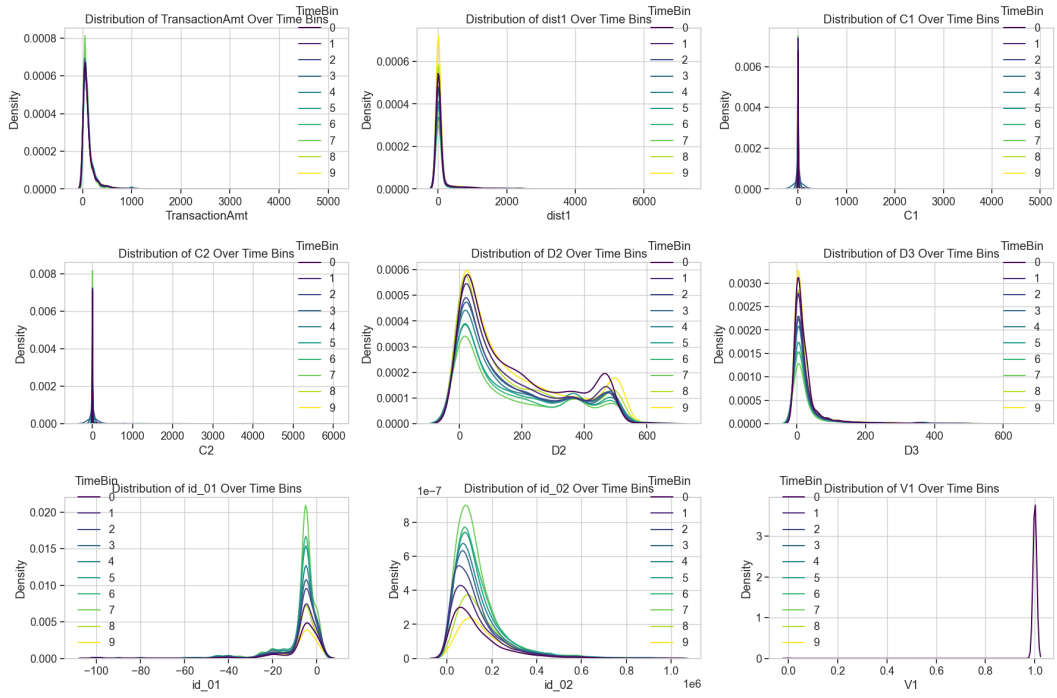 Distribution of TransactionAmt Over Time Bins
TimeBin
0
1
2
3
4
5
6
7
8
9
0.0008
0.0006
0.0004
0.0002
0.0000
Density
0 1000 2000 3000 4000 5000
TransactionAmt
Distribution of dist1 Over Time Bins
TimeBin
0
1
2
3
4
5
6
7
8
9
0.0007
0.0006
0.0005
0.0004
0.0003
0.0002
0.0001
0.0000
Density
0 2000 4000 6000
dist1
Distribution of C1 Over Time Bins
TimeBin
0
1
2
3
4
5
6
7
8
9
0.006
0.004
0.002
0.000
Density
0 1000 2000 3000 4000 5000
C1
Distribution of C2 Over Time Bins
TimeBin
0
1
2
3
4
5
6
7
8
9
0.008
0.006
0.004
0.002
0.000
Density
0 1000 2000 3000 4000 5000 6000
C2
Distribution of D2 Over Time Bins
TimeBin
0
1
2
3
4
5
6
7
8
9
0.0006
0.0005
0.0004
0.0003
0.0002
0.0001
0.0000
Density
0 200 400 600
D2
Distribution of D3 Over Time Bins
TimeBin
0
1
2
3
4
5
6
7
8
9
0.0030
0.0025
0.0020
0.0015
0.0010
0.0005
0.0000
Density
0 200 400 600
D3
Distribution of id_01 Over Time Bins
TimeBin
0
1
2
3
4
5
6
7
8
9
0.020
0.015
0.010
0.005
0.000
Density
−100 −80 −60 −40 −20 0
id_01
1e−7
Distribution of id_02 Over Time Bins
TimeBin
0
1
2
3
4
5
6
7
8
9
8
6
4
2
0
Density
0.0 0.2 0.4 0.6 0.8 1.0
1e6
id_02
Distribution of V1 Over Time Bins
TimeBin
0
1
2
3
4
5
6
7
8
9
3
2
1
0
Density
0.0 0.2 0.4 0.6 0.8 1.0
V1